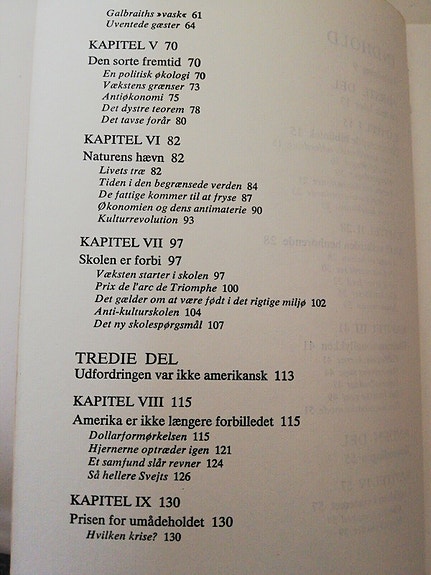 Galbraiths »vask« 61
Uventede gæster 64
KAPITEL V 70
Den sorte fremtid 70
En politisk økologi 70
Vækstens grænser 73
Antiøkonomi 75
Det dystre teorem 78
Det tavse forår 80
KAPITEL VI 82
Naturens hævn 82
Livets træ 82
Tiden i den begrænsede verden 84
De fattige kommer til at fryse 87
Økonomien og dens antimaterie 90
Kulturrevolution 93
KAPITEL VII 97
Skolen er forbi 97
Væksten starter i skolen 97
Prix de l'arc de Triomphe 100
Det gælder om at være født i det rigtige miljø 102
Anti-kulturskolen 104
Det ny skolespørgsmål 107
TREDIE DEL
Udfordringen var ikke amerikansk 113
KAPITEL VIII 115
Amerika er ikke længere forbilledet 115
Dollarformørkelsen 115
Hjernerne optræder igen 121
Et samfund slår revner 124
Så hellere Svejts 126
KAPITEL IX 130
Prisen for umådeholdet 130
Hvilken krise? 130